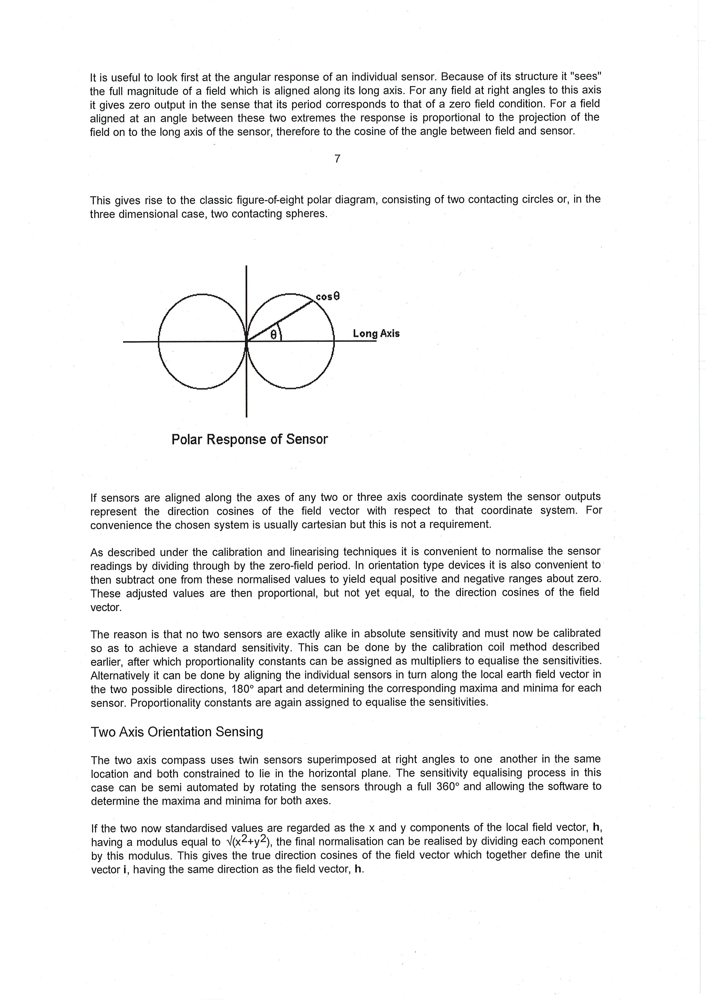 It is useful to look first at the angular response of an individual sensor. Because of its structure it "sees"
the full magnitude of a field which is aligned along its long axis. For any field at right angles to this axis
it gives zero output in the sense that its period corresponds to that of a zero field condition. For a field
aligned at an angle between these two extremes the response is proportional to the projection of the
field on to the long axis of the sensor, therefore to the cosine of the angle between field and sensor.
7
This gives rise to the classic figure-of-eight polar diagram, consisting of two contacting circles or, in the
three dimensional case, two contacting spheres.
cosθ
θ
Long Axis
Polar Response of Sensor
If sensors are aligned along the axes of any two or three axis coordinate system the sensor outputs
represent the direction cosines of the field vector with respect to that coordinate system. For
convenience the chosen system is usually cartesian but this is not a requirement.
As described under the calibration and linearising techniques it is convenient to normalise the sensor
readings by dividing through by the zero-field period. In orientation type devices it is also convenient to
then subtract one from these normalised values to yield equal positive and negative ranges about zero.
These adjusted values are then proportional, but not yet equal, to the direction cosines of the field
vector.
The reason is that no two sensors are exactly alike in absolute sensitivity and must now be calibrated
so as to achieve a standard sensitivity. This can be done by the calibration coil method described
earlier, after which proportionality constants can be assigned as multipliers to equalise the sensitivities.
Alternatively it can be done by aligning the individual sensors in turn along the local earth field vector in
the two possible directions, 180° apart and determining the corresponding maxima and minima for each
sensor. Proportionality constants are again assigned to equalise the sensitivities.
Two Axis Orientation Sensing
The two axis compass uses twin sensors superimposed at right angles to one another in the same
location and both constrained to lie in the horizontal plane. The sensitivity equalising process in this
case can be semi automated by rotating the sensors through a full 360° and allowing the software to
determine the maxima and minima for both axes.
If the two now standardised values are regarded as the x and y components of the local field vector, h,
having a modulus equal to √(x2+y2), the final normalisation can be realised by dividing each component
by this modulus. This gives the true direction cosines of the field vector which together define the unit
vector i, having the same direction as the field vector, h.